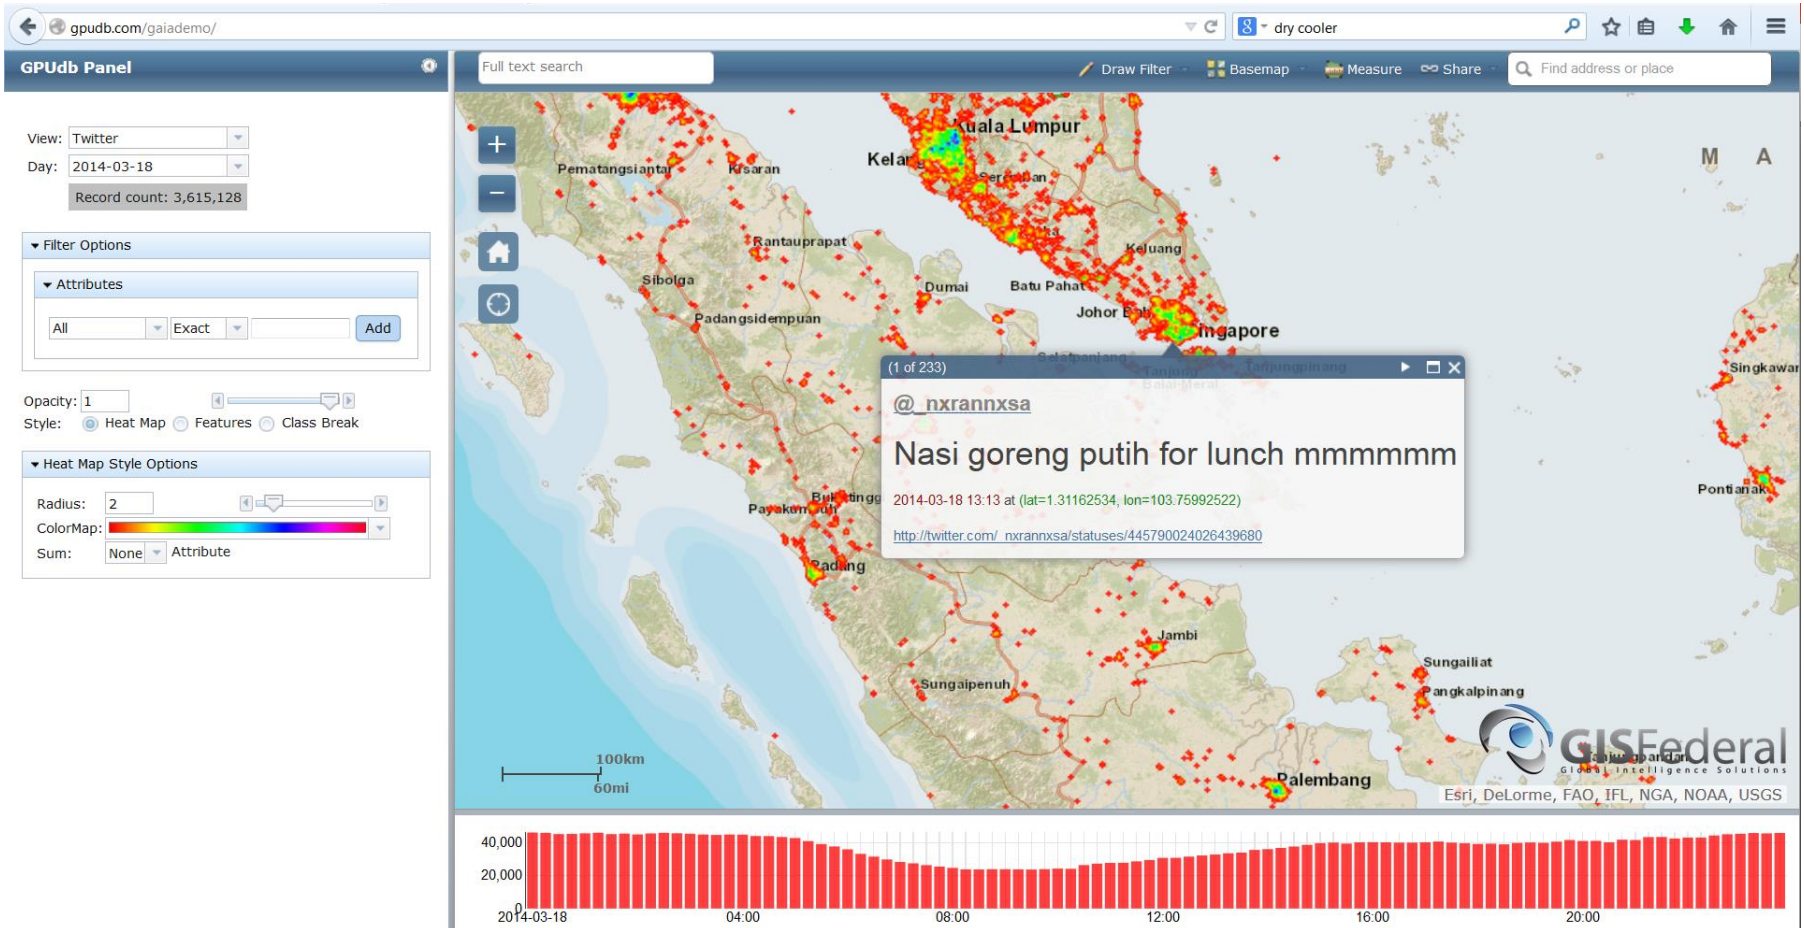 gpudb.com/gaiademo/
dry cooler
GPUdb Panel
Full text search
Draw Filter
Basemap
Measure
Share
Find address or place
View: Twitter
Day: 2014-03-18
Record count: 3,615,128
Filter Options
Attributes
All
Exact
Add
Opacity: 1
Style: Heat Map Features Class Break
Heat Map Style Options
Radius: 2
ColorMap:
Sum: None Attribute
Kuala Lumpur
M A
Pematangsiantar
Kisaran
Rantauprapat
Keluang
Sibolga
Dumai
Batu Pahat
Padangsidempuan
Johor
Singapore
Selatpanjang
Tanjung
Balai-Meral
Tanjungpinang
Singkawan
(1 of 233)
@_nxrannxsa
Nasi goreng putih for lunch mmmmmm
2014-03-18 13:13 at (lat=1.31162534, lon=103.75992522)
http://twitter.com/_nxrannxsa/statuses/445790024026439680
Pontianak
Padang
Jambi
Sungaipenuh
Sungailiat
Pangkalpinang
Palembang
GISFederal
Global Intelligence Solutions
Tanjungpandan
100km
60mi
Esri, DeLorme, FAO, IFL, NGA, NOAA, USGS
40,000
20,000
0
2014-03-18 04:00 08:00 12:00 16:00 20:00